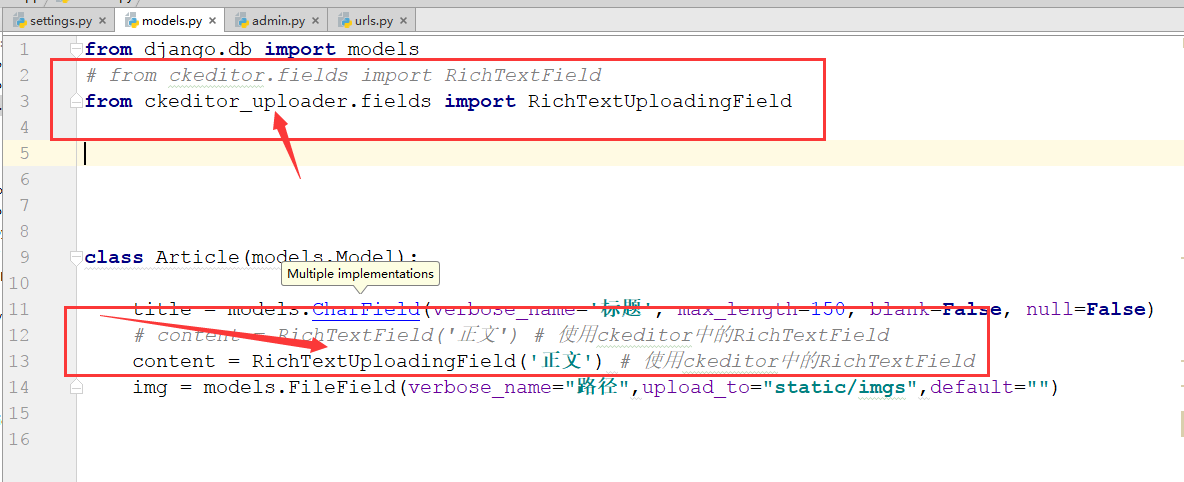 settings.py × models.py × admin.py × urls.py ×
1 from django.db import models
2 # from ckeditor.fields import RichTextField
3 from ckeditor_uploader.fields import RichTextUploadingField
4
5
6
7
8
9 class Article(models.Model):
Multiple implementations
10
11 title = models.CharField(verbose_name='标题', max_length=150, blank=False, null=False)
12 # content = RichTextField('正文') # 使用ckeditor中的RichTextField
13 content = RichTextUploadingField('正文') # 使用ckeditor中的RichTextField
14 img = models.FileField(verbose_name="路径",upload_to="static/imgs",default="")
15
16